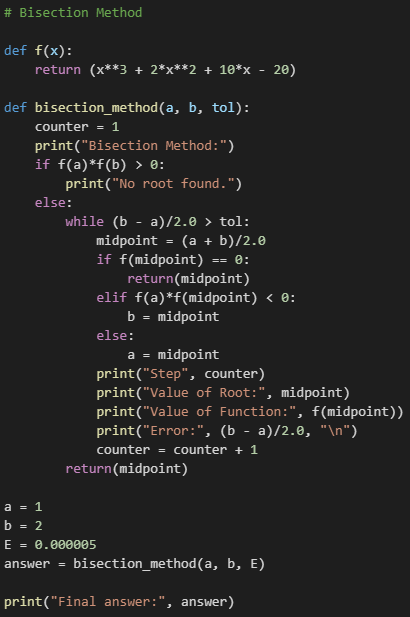 # Bisection Method

def f(x):
    return (x**3 + 2*x**2 + 10*x - 20)

def bisection_method(a, b, tol):
    counter = 1
    print("Bisection Method:")
    if f(a)*f(b) > 0:
        print("No root found.")
    else:
        while (b - a)/2.0 > tol:
            midpoint = (a + b)/2.0
            if f(midpoint) == 0:
                return(midpoint)
            elif f(a)*f(midpoint) < 0:
                b = midpoint
            else:
                a = midpoint
            print("Step", counter)
            print("Value of Root:", midpoint)
            print("Value of Function:", f(midpoint))
            print("Error:", (b - a)/2.0, "\n")
            counter = counter + 1
        return(midpoint)

a = 1
b = 2
E = 0.000005
answer = bisection_method(a, b, E)

print("Final answer:", answer)